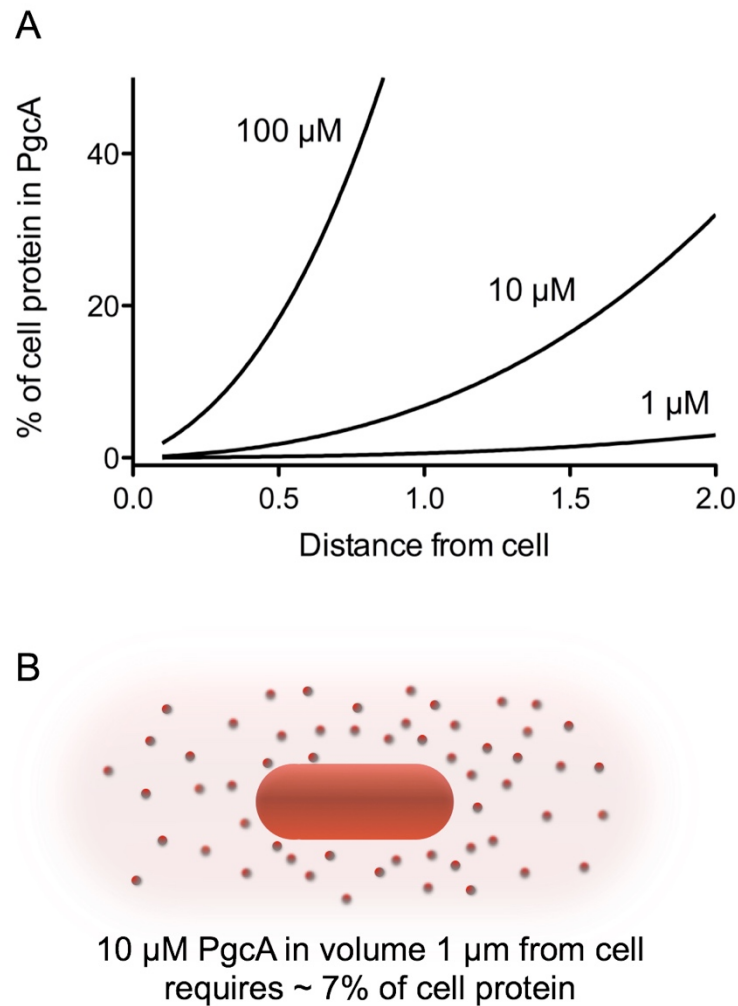 A
% of cell protein in PgcA
40
20
0
100 µM
10 µM
1 µM
0.0 0.5 1.0 1.5 2.0
Distance from cell
B
10 µM PgcA in volume 1 µm from cell
requires ~ 7% of cell protein